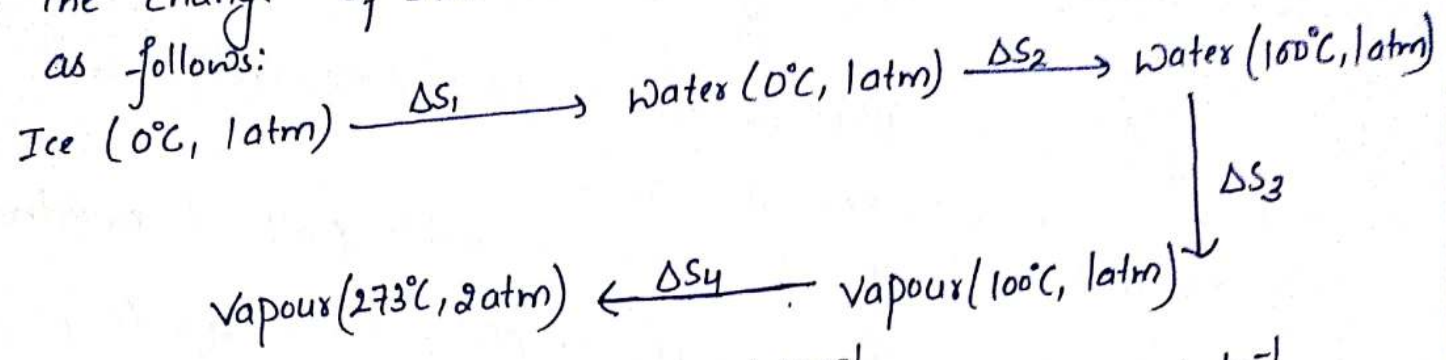 as follows:
Ice (0°C, 1atm) ΔS₁ → Water (0°C, 1atm) ΔS₂ → Water (100°C, 1atm)
↓ ΔS₃
Vapour (273°C, 2atm) ← ΔS₄ Vapour (100°C, 1atm)